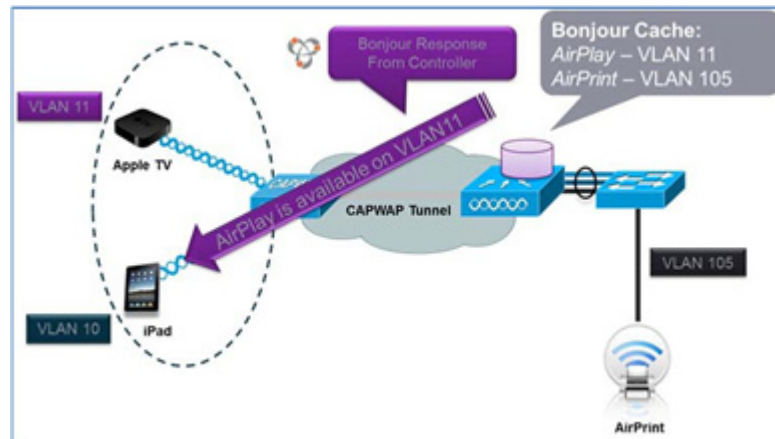 Bonjour Response
From Controller
Bonjour Cache:
AirPlay – VLAN 11
AirPrint – VLAN 105
VLAN 11
Apple TV
AirPlay is available on VLAN11
CAPWAP Tunnel
VLAN 105
iPad
VLAN 10
AirPrint